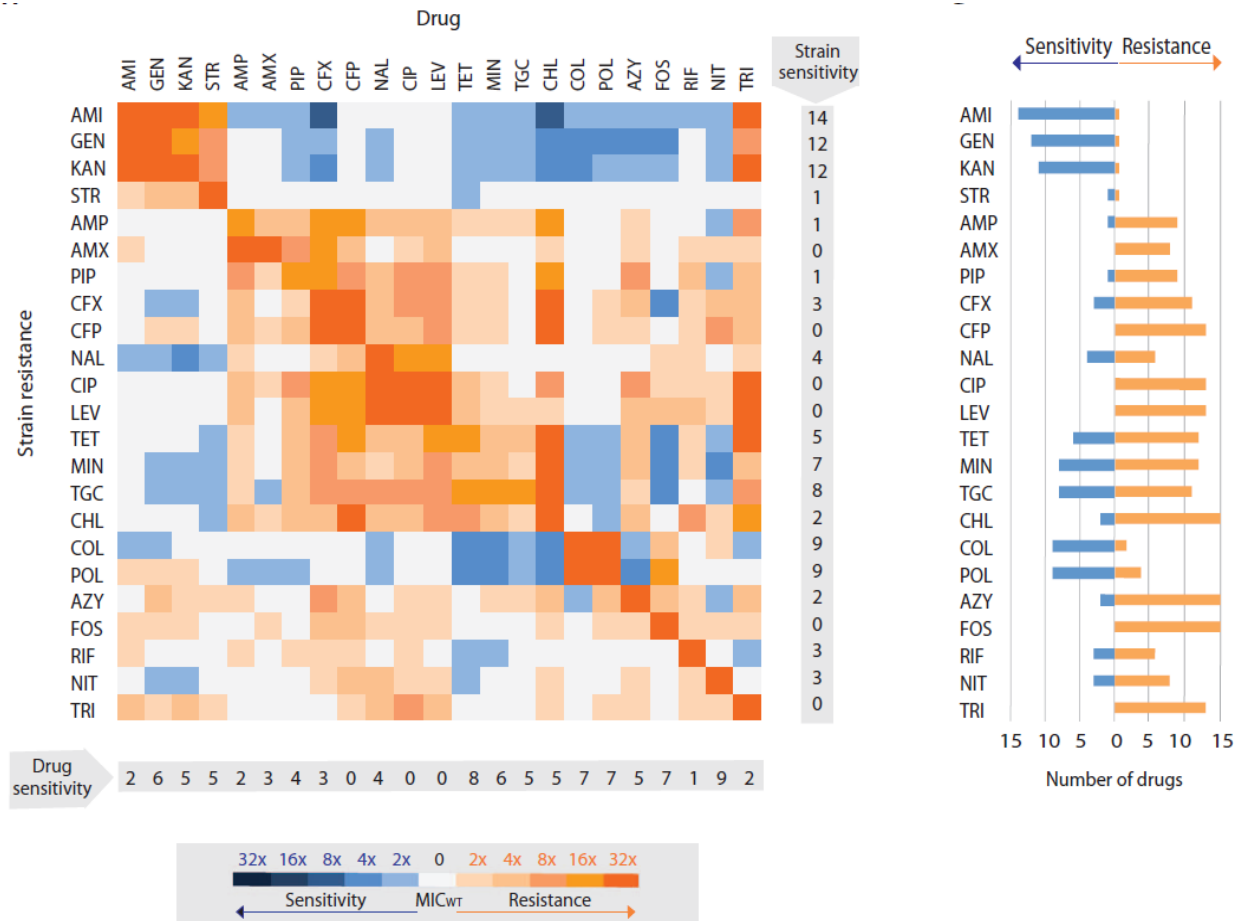 Drug
Sensitivity Resistance
Strain
sensitivity
AMI GEN KAN STR AMP AMX PIP CFX CFP NAL CIP LEV TET MIN TGC CHL COL POL AZY FOS RIF NIT TRI
AMI 14 AMI
GEN 12 GEN
KAN 12 KAN
STR 1 STR
AMP 1 AMP
AMX 0 AMX
PIP 1 PIP
CFX 3 CFX
CFP 0 CFP
NAL 4 NAL
CIP 0 CIP
LEV 0 LEV
TET 5 TET
MIN 7 MIN
TGC 8 TGC
CHL 2 CHL
COL 9 COL
POL 9 POL
AZY 2 AZY
FOS 0 FOS
RIF 3 RIF
NIT 3 NIT
TRI 0 TRI
Strain resistance
15 10 5 0 5 10 15
Number of drugs
Drug
sensitivity
2 6 5 5 2 3 4 3 0 4 0 0 8 6 5 5 7 7 5 7 1 9 2
32x 16x 8x 4x 2x 0 2x 4x 8x 16x 32x
Sensitivity MICWT Resistance